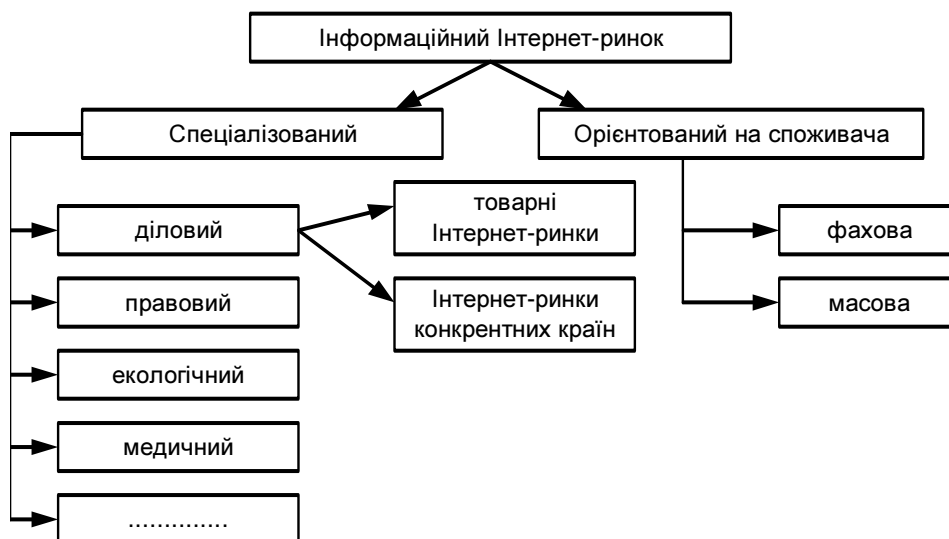 Інформаційний Інтернет-ринок
Спеціалізований
Орієнтований на споживача
діловий
товарні
Інтернет-ринки
фахова
правовий
Інтернет-ринки
конкрентних країн
масова
екологічний
медичний
..............